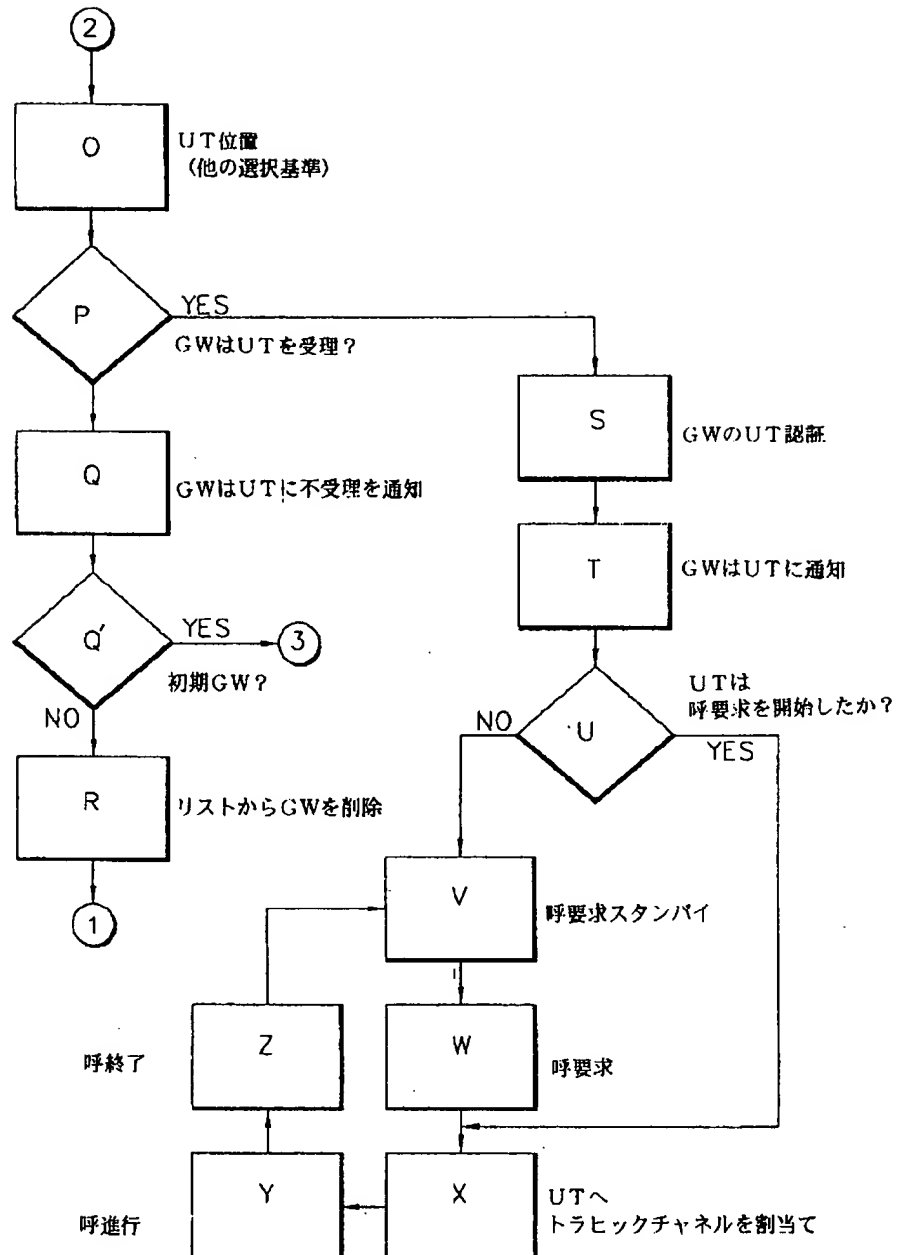 2
O
UT位置
(他の選択基準)
P
YES
GWはUTを受理?
S
GWのUT認証
Q
GWはUTに不受理を通知
T
GWはUTに通知
Q′
YES
3
初期GW?
NO
UTは
呼要求を開始したか?
NO
U
YES
R
リストからGWを削除
1
V
呼要求スタンバイ
Z
呼終了
W
呼要求
Y
呼進行
X
UTへ
トラヒックチャネルを割当て